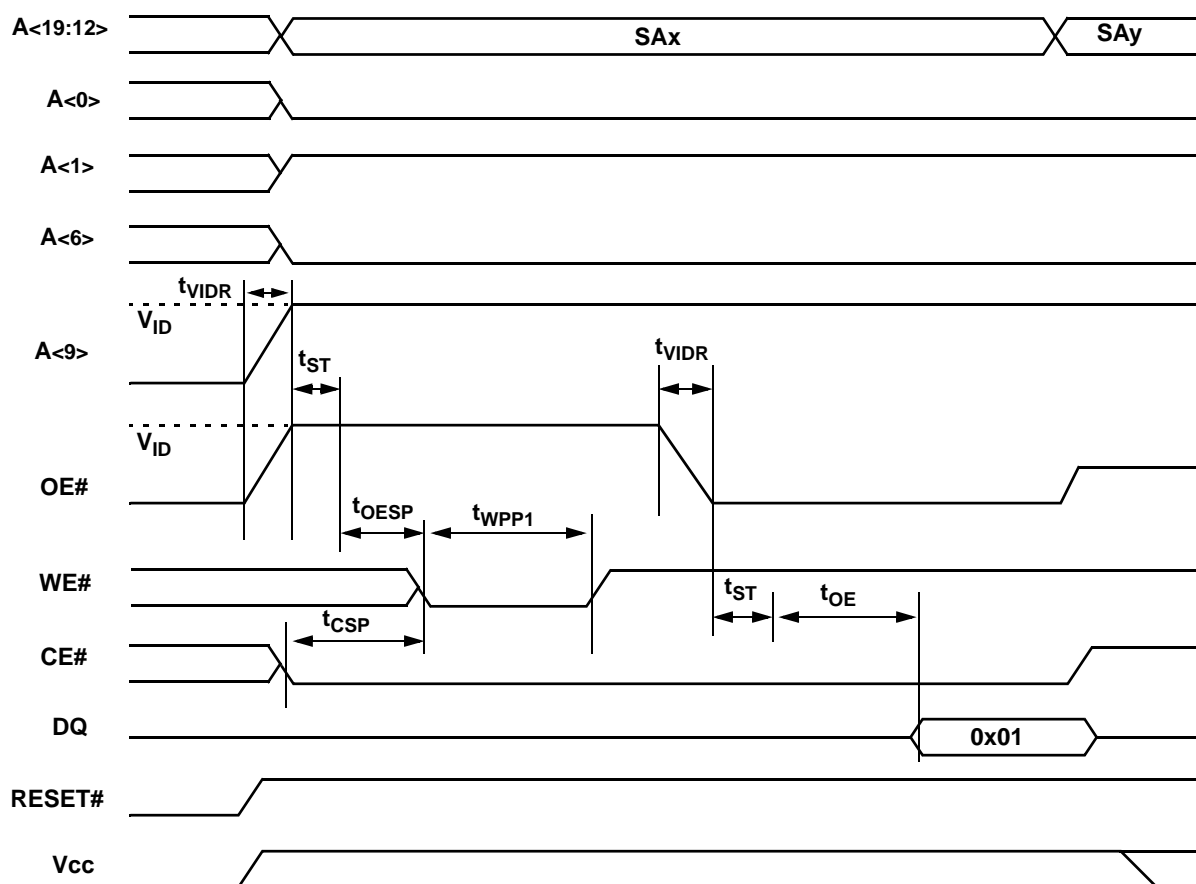 A<19:12>
SAx
SAy
A<0>
A<1>
A<6>
tVIDR
VID
A<9>
tST
tVIDR
VID
OE#
tOESP
tWPP1
WE#
tST
tOE
tCSP
CE#
DQ
0x01
RESET#
Vcc